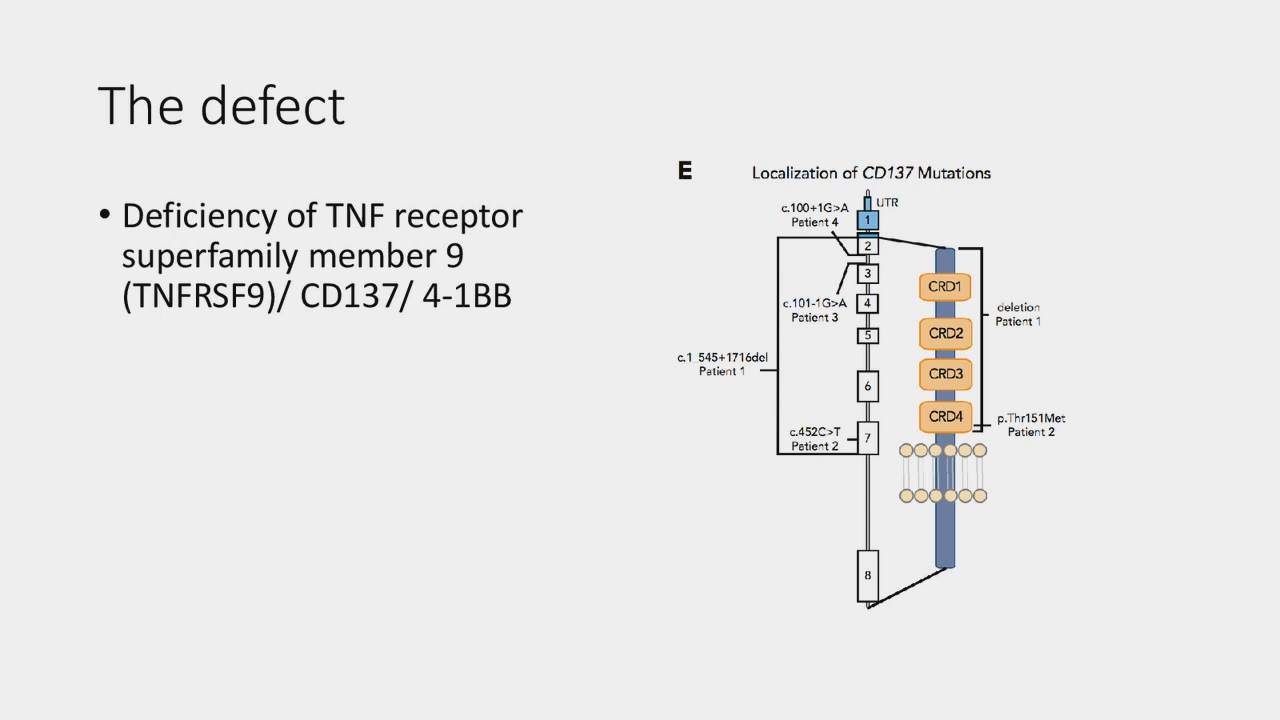 The defect
• Deficiency of TNF receptor
superfamily member 9
(TNFRSF9)/ CD137/ 4-1BB
E
Localization of CD137 Mutations
UTR
c.100+1G>A
Patient 4
1
2
3
c.101-1G>A
Patient 3
4
5
c.1_545+1716del
Patient 1
6
c.452C>T
Patient 2
7
8
CRD1
CRD2
CRD3
CRD4
deletion
Patient 1
p.Thr151Met
Patient 2